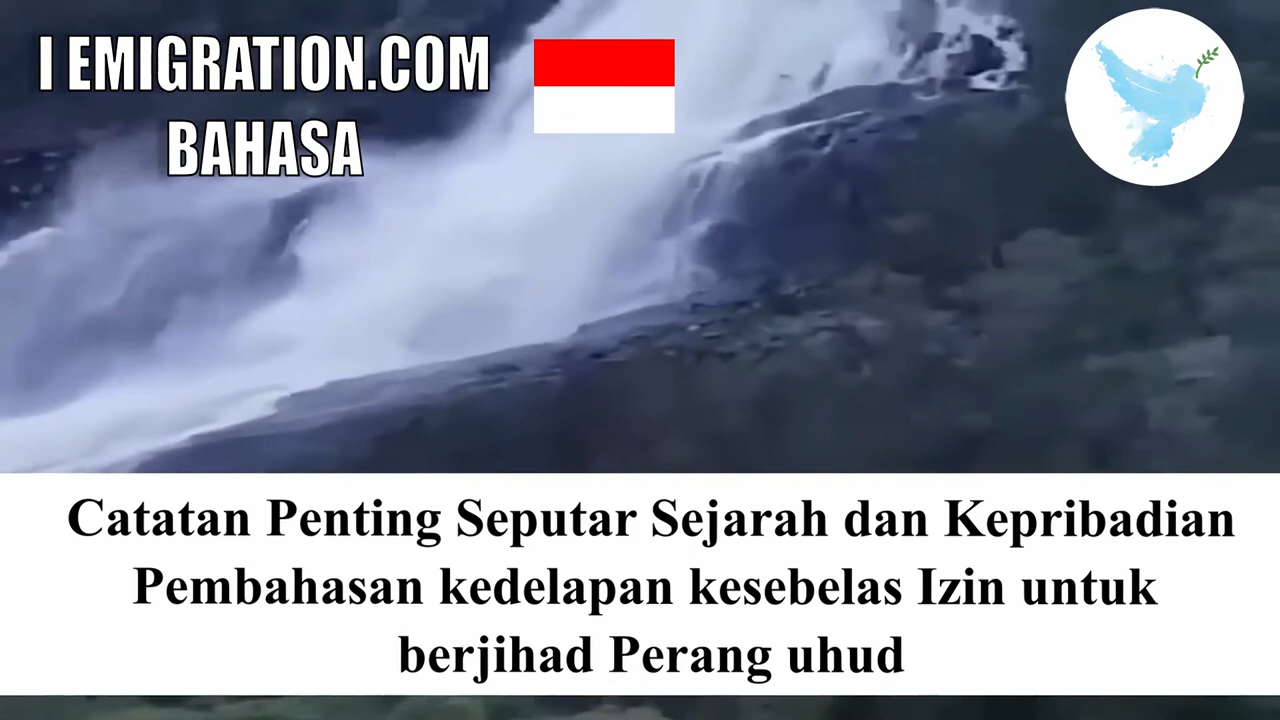 I EMIGRATION.COM
BAHASA
Catatan Penting Seputar Sejarah dan Kepribadian
Pembahasan kedelapan kesebelas Izin untuk
berjihad Perang uhud